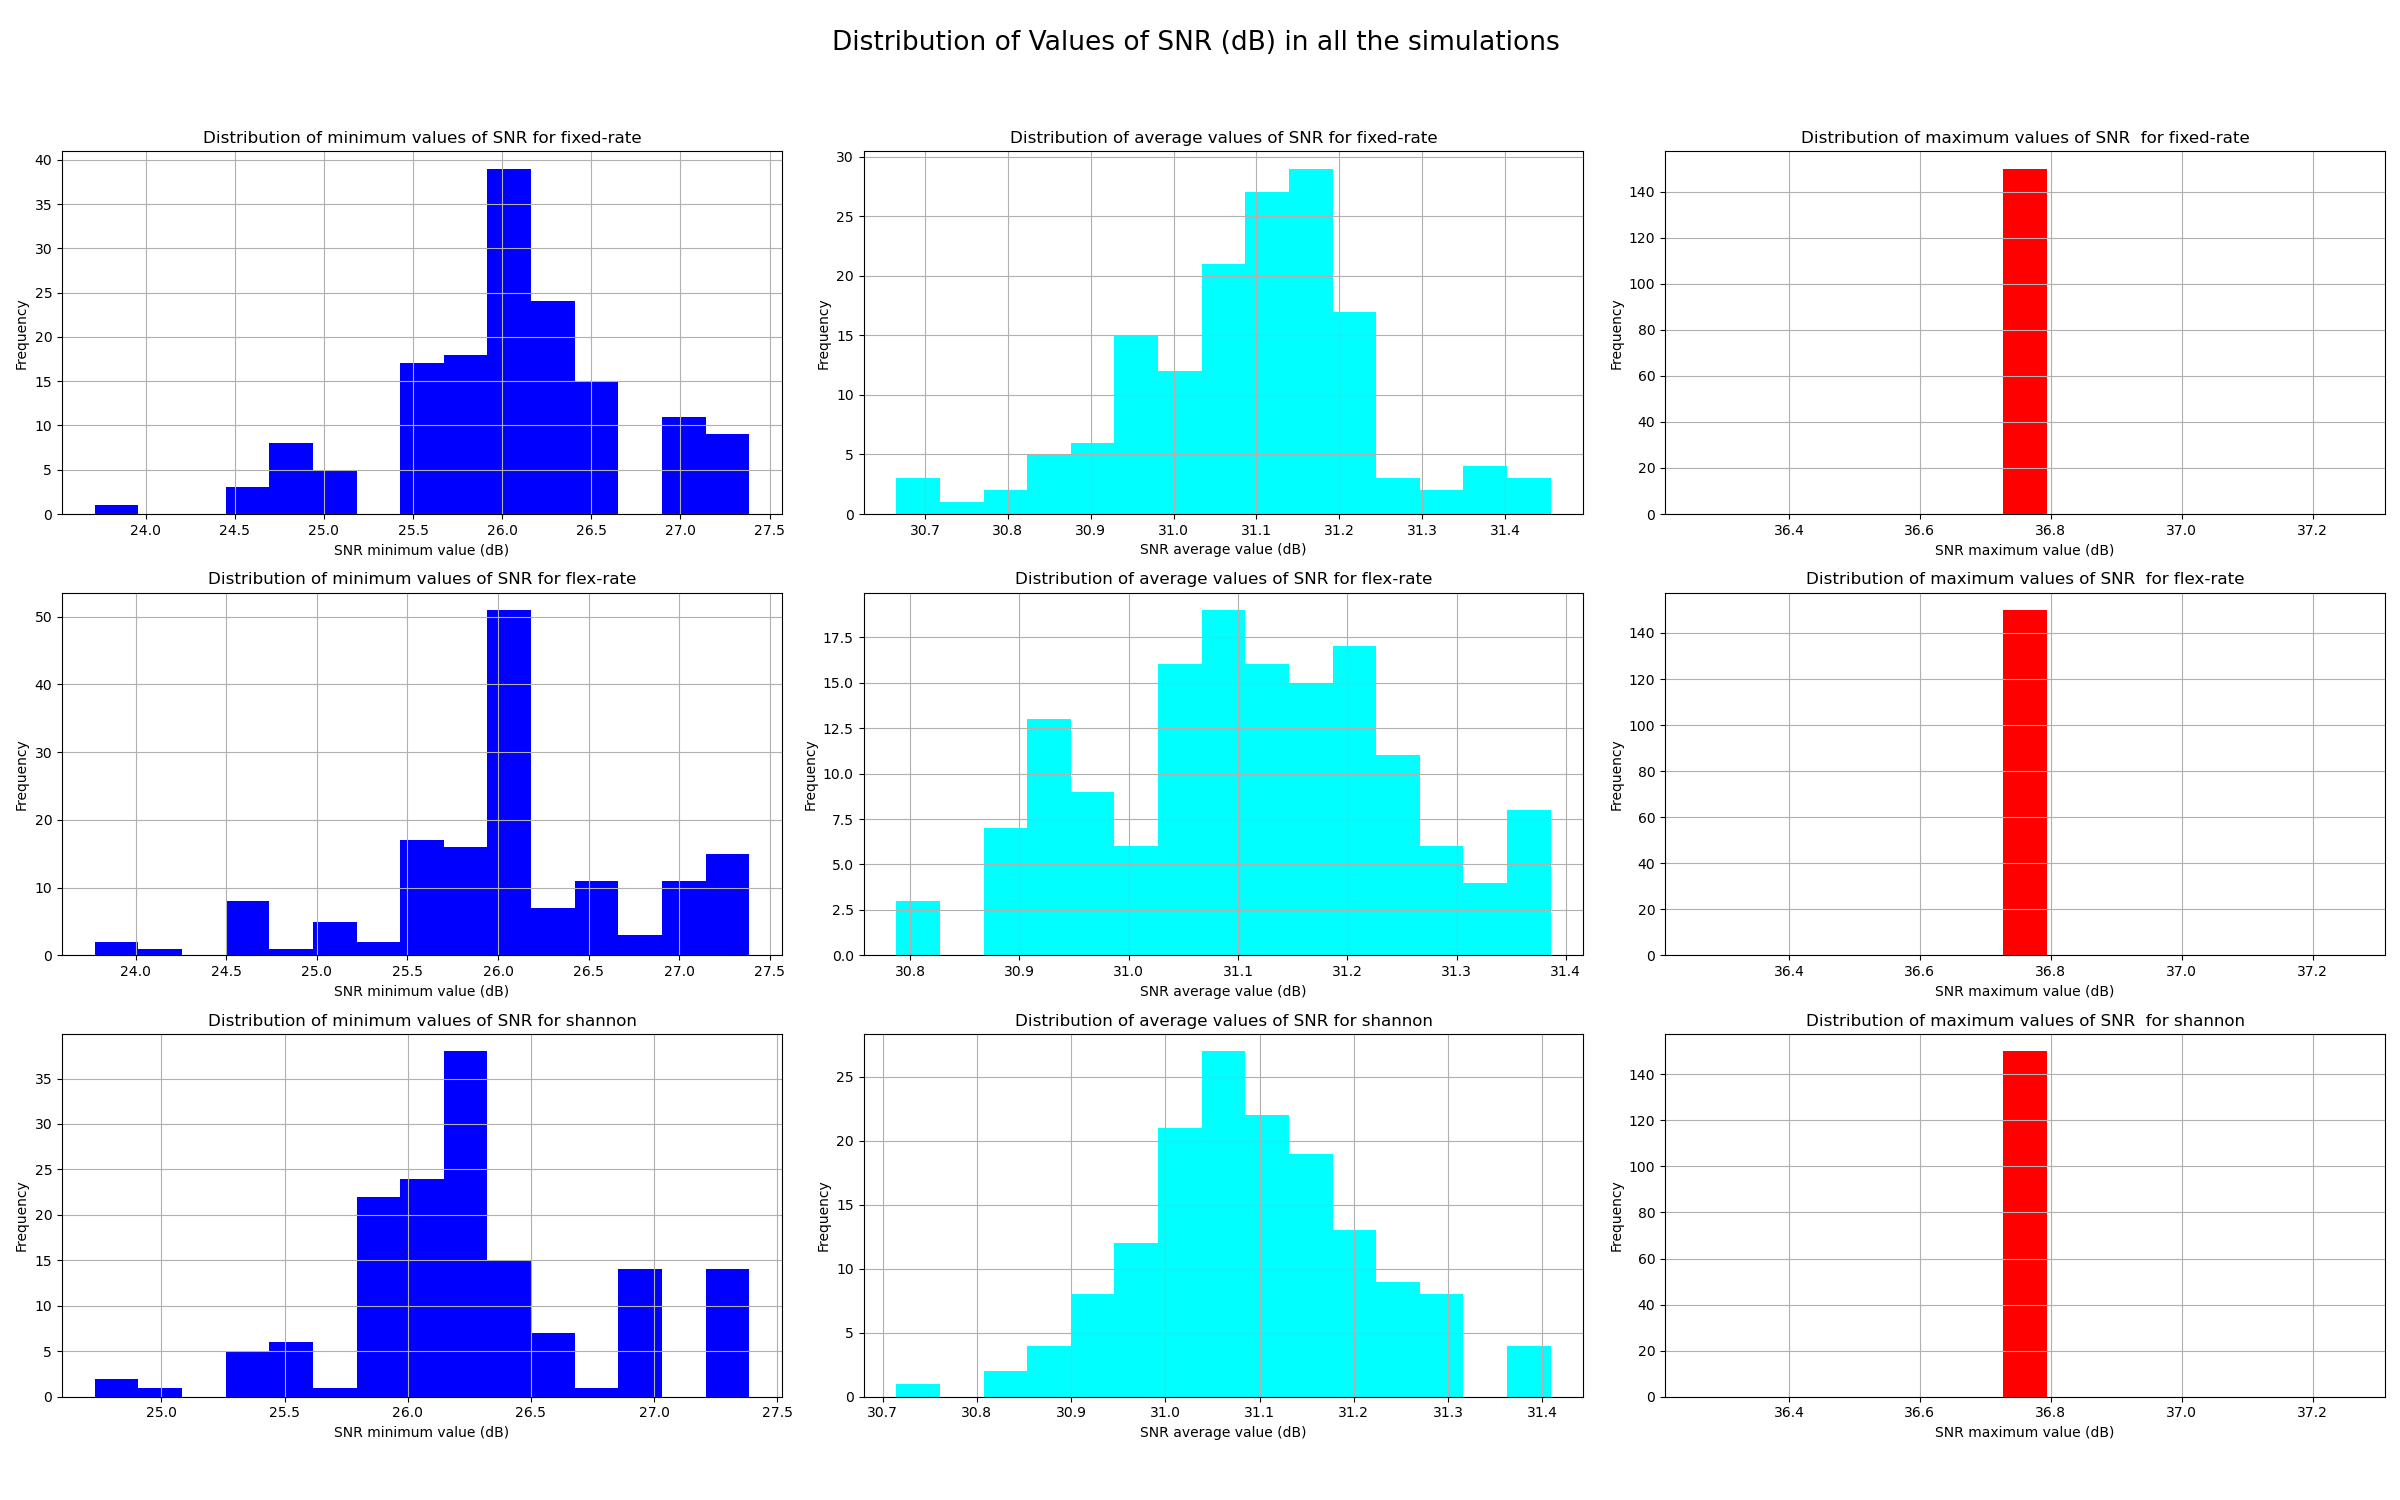 Distribution of Values of SNR (dB) in all the simulations
Distribution of minimum values of SNR for fixed-rate
40
35
30
25
20
15
10
5
0
Frequency
24.0 24.5 25.0 25.5 26.0 26.5 27.0 27.5
SNR minimum value (dB)
Distribution of average values of SNR for fixed-rate
30
25
20
15
10
5
0
Frequency
30.7 30.8 30.9 31.0 31.1 31.2 31.3 31.4
SNR average value (dB)
Distribution of maximum values of SNR  for fixed-rate
140
120
100
80
60
40
20
0
Frequency
36.4 36.6 36.8 37.0 37.2
SNR maximum value (dB)
Distribution of minimum values of SNR for flex-rate
50
40
30
20
10
0
Frequency
24.0 24.5 25.0 25.5 26.0 26.5 27.0 27.5
SNR minimum value (dB)
Distribution of average values of SNR for flex-rate
17.5
15.0
12.5
10.0
7.5
5.0
2.5
0.0
Frequency
30.8 30.9 31.0 31.1 31.2 31.3 31.4
SNR average value (dB)
Distribution of maximum values of SNR  for flex-rate
140
120
100
80
60
40
20
0
Frequency
36.4 36.6 36.8 37.0 37.2
SNR maximum value (dB)
Distribution of minimum values of SNR for shannon
35
30
25
20
15
10
5
0
Frequency
25.0 25.5 26.0 26.5 27.0 27.5
SNR minimum value (dB)
Distribution of average values of SNR for shannon
25
20
15
10
5
0
Frequency
30.7 30.8 30.9 31.0 31.1 31.2 31.3 31.4
SNR average value (dB)
Distribution of maximum values of SNR  for shannon
140
120
100
80
60
40
20
0
Frequency
36.4 36.6 36.8 37.0 37.2
SNR maximum value (dB)